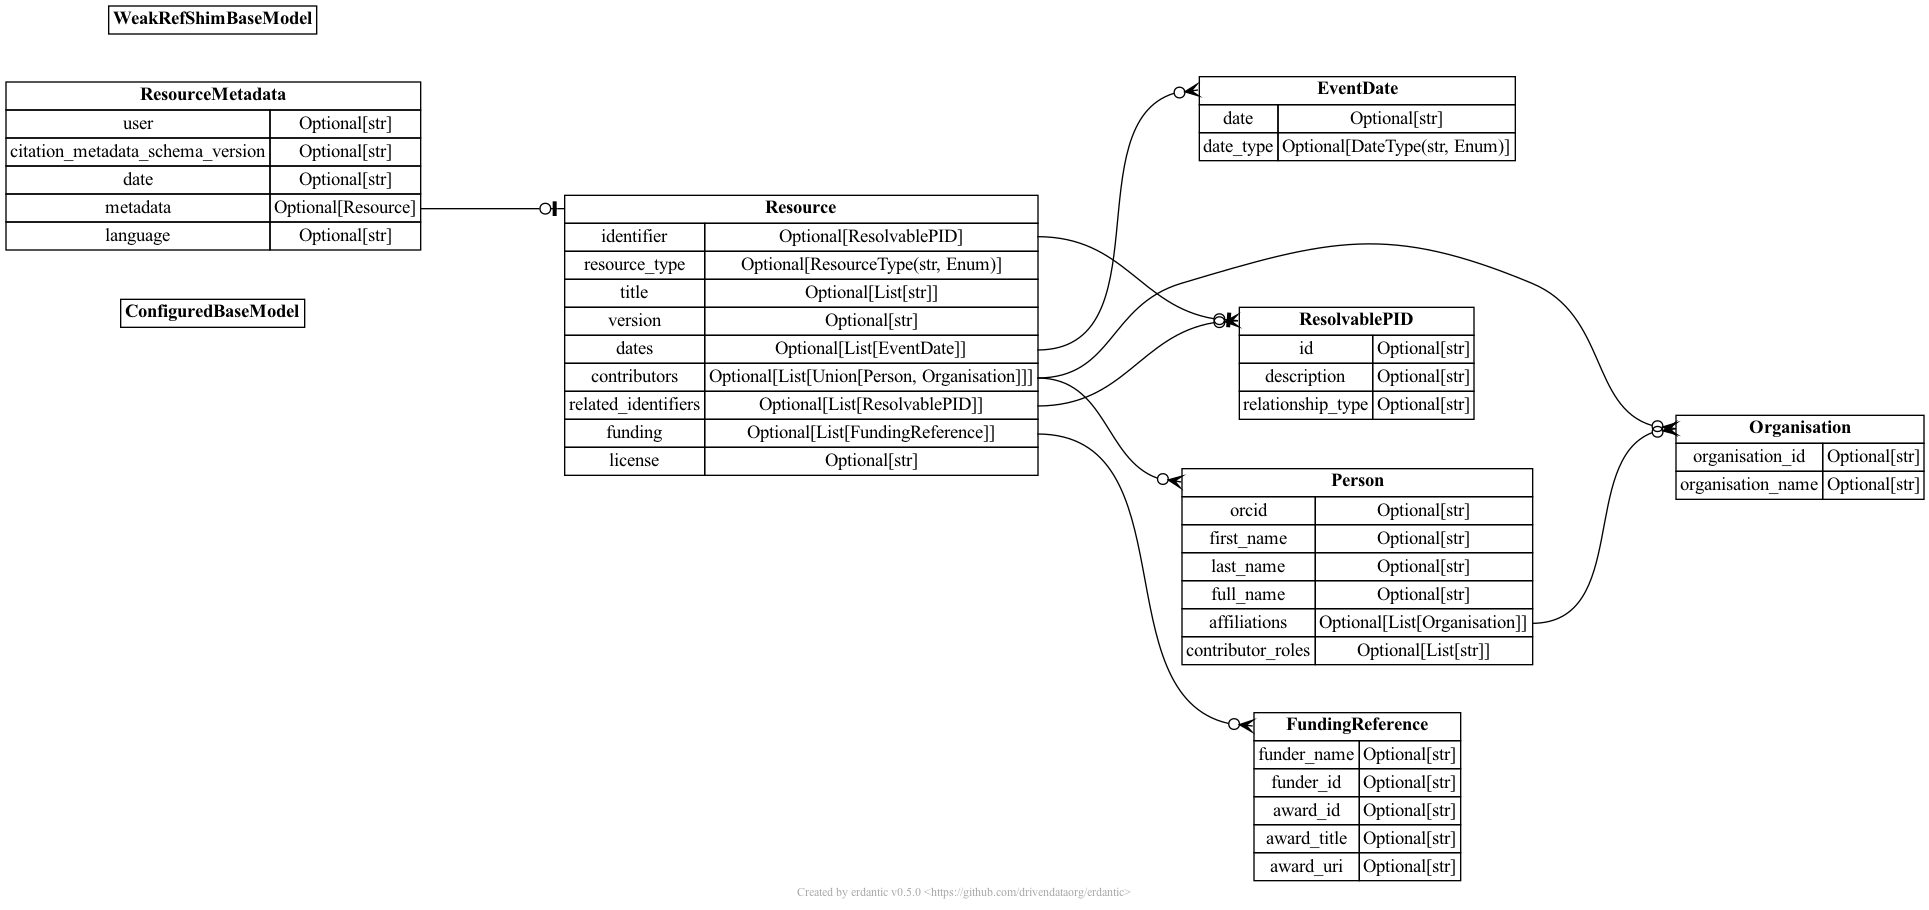 WeakRefShimBaseModel
ResourceMetadata
user Optional[str]
citation_metadata_schema_version Optional[str]
date Optional[str]
metadata Optional[Resource]
language Optional[str]
ConfiguredBaseModel
Resource
identifier Optional[ResolvablePID]
resource_type Optional[ResourceType(str, Enum)]
title Optional[List[str]]
version Optional[str]
dates Optional[List[EventDate]]
contributors Optional[List[Union[Person, Organisation]]]
related_identifiers Optional[List[ResolvablePID]]
funding Optional[List[FundingReference]]
license Optional[str]
EventDate
date Optional[str]
date_type Optional[DateType(str, Enum)]
ResolvablePID
id Optional[str]
description Optional[str]
relationship_type Optional[str]
Person
orcid Optional[str]
first_name Optional[str]
last_name Optional[str]
full_name Optional[str]
affiliations Optional[List[Organisation]]
contributor_roles Optional[List[str]]
Organisation
organisation_id Optional[str]
organisation_name Optional[str]
FundingReference
funder_name Optional[str]
funder_id Optional[str]
award_id Optional[str]
award_title Optional[str]
award_uri Optional[str]
Created by erdantic v0.5.0 <https://github.com/drivendataorg/erdantic>